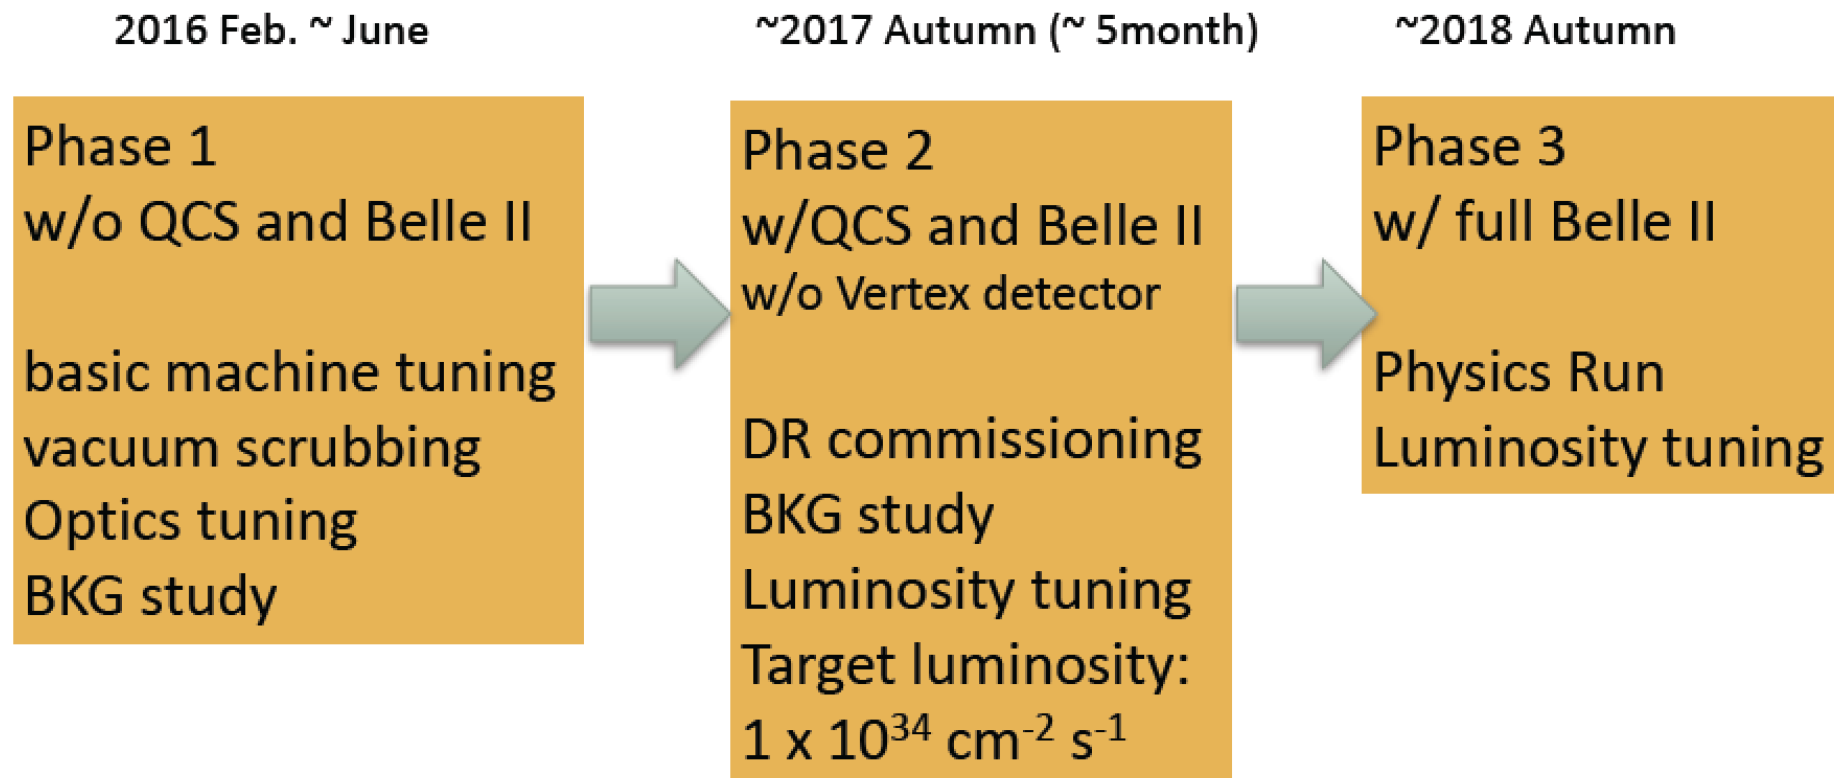 2016 Feb. ~ June
~2017 Autumn (~ 5month)
~2018 Autumn
Phase 1
w/o QCS and Belle II
basic machine tuning
vacuum scrubbing
Optics tuning
BKG study
Phase 2
w/QCS and Belle II
w/o Vertex detector
DR commissioning
BKG study
Luminosity tuning
Target luminosity:
1 x 10³⁴ cm⁻² s⁻¹
Phase 3
w/ full Belle II
Physics Run
Luminosity tuning